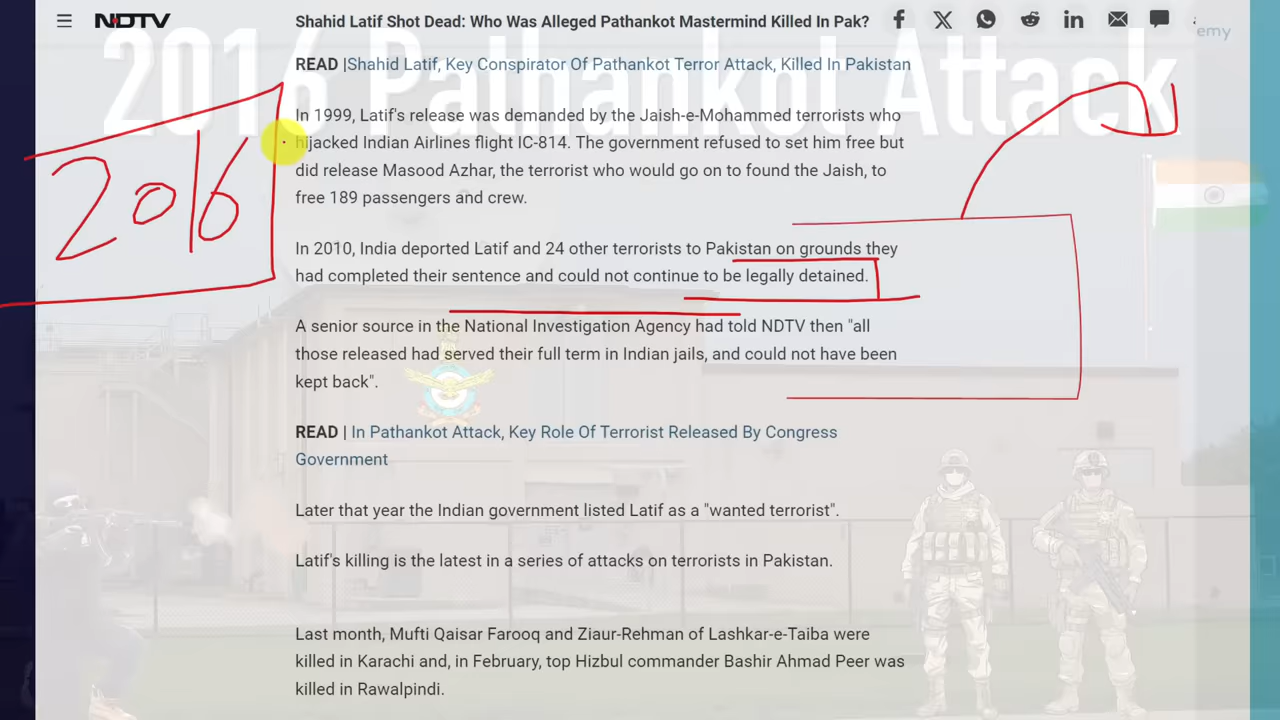 NDTV
Shahid Latif Shot Dead: Who Was Alleged Pathankot Mastermind Killed In Pak?
emy
2016 Pathankot Attack
READ |Shahid Latif, Key Conspirator Of Pathankot Terror Attack, Killed In Pakistan
In 1999, Latif's release was demanded by the Jaish-e-Mohammed terrorists who
hijacked Indian Airlines flight IC-814. The government refused to set him free but
did release Masood Azhar, the terrorist who would go on to found the Jaish, to
free 189 passengers and crew.
2016
In 2010, India deported Latif and 24 other terrorists to Pakistan on grounds they
had completed their sentence and could not continue to be legally detained.
A senior source in the National Investigation Agency had told NDTV then "all
those released had served their full term in Indian jails, and could not have been
kept back".
READ | In Pathankot Attack, Key Role Of Terrorist Released By Congress
Government
Later that year the Indian government listed Latif as a "wanted terrorist".
Latif's killing is the latest in a series of attacks on terrorists in Pakistan.
Last month, Mufti Qaisar Farooq and Ziaur-Rehman of Lashkar-e-Taiba were
killed in Karachi and, in February, top Hizbul commander Bashir Ahmad Peer was
killed in Rawalpindi.